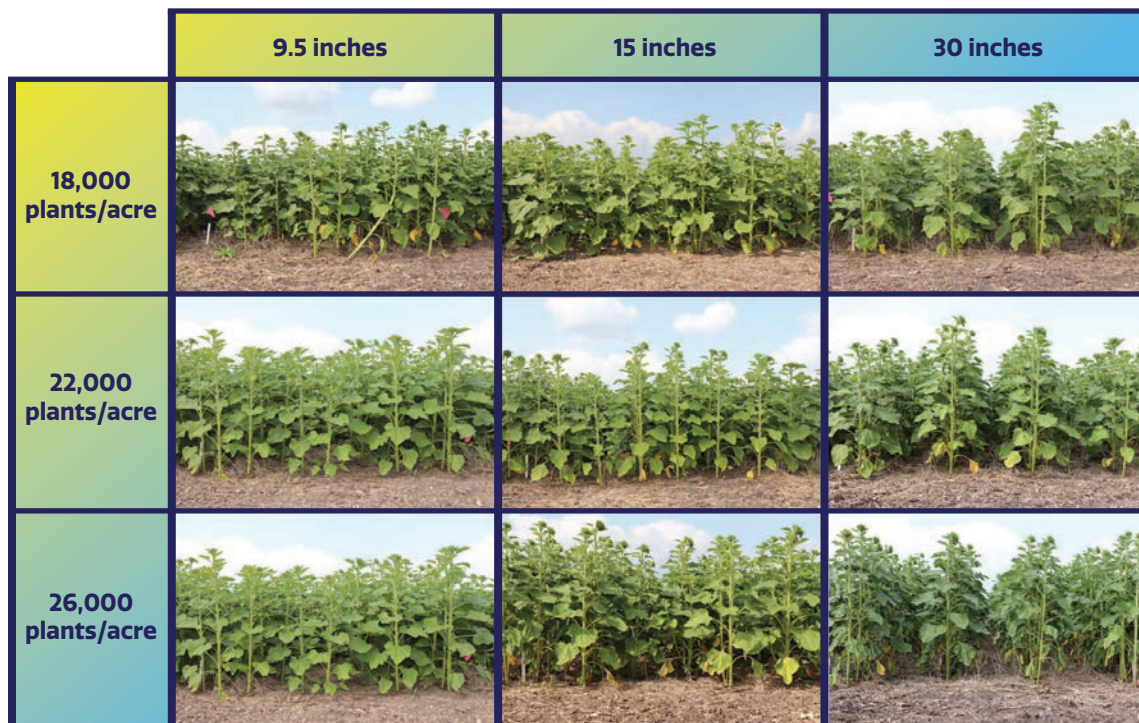 9.5 inches
15 inches
30 inches
18,000
plants/acre
22,000
plants/acre
26,000
plants/acre